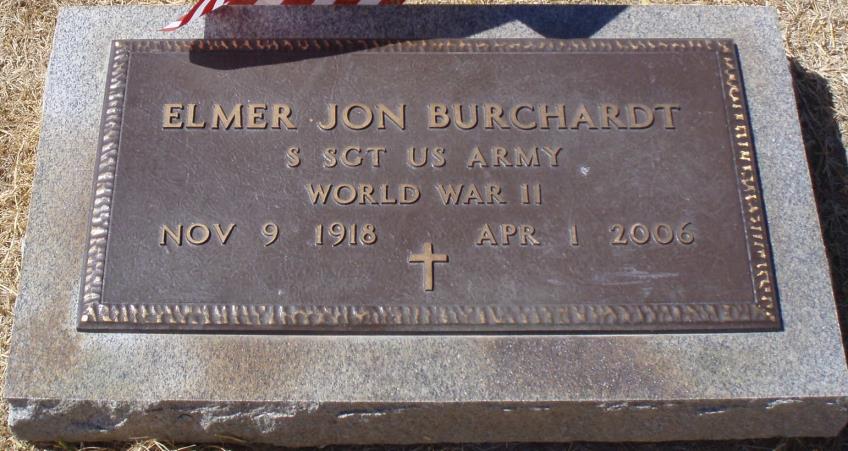 ELMER JON BURCHARDT
S SGT US ARMY
WORLD WAR II
NOV 9 1918 APR 1 2006